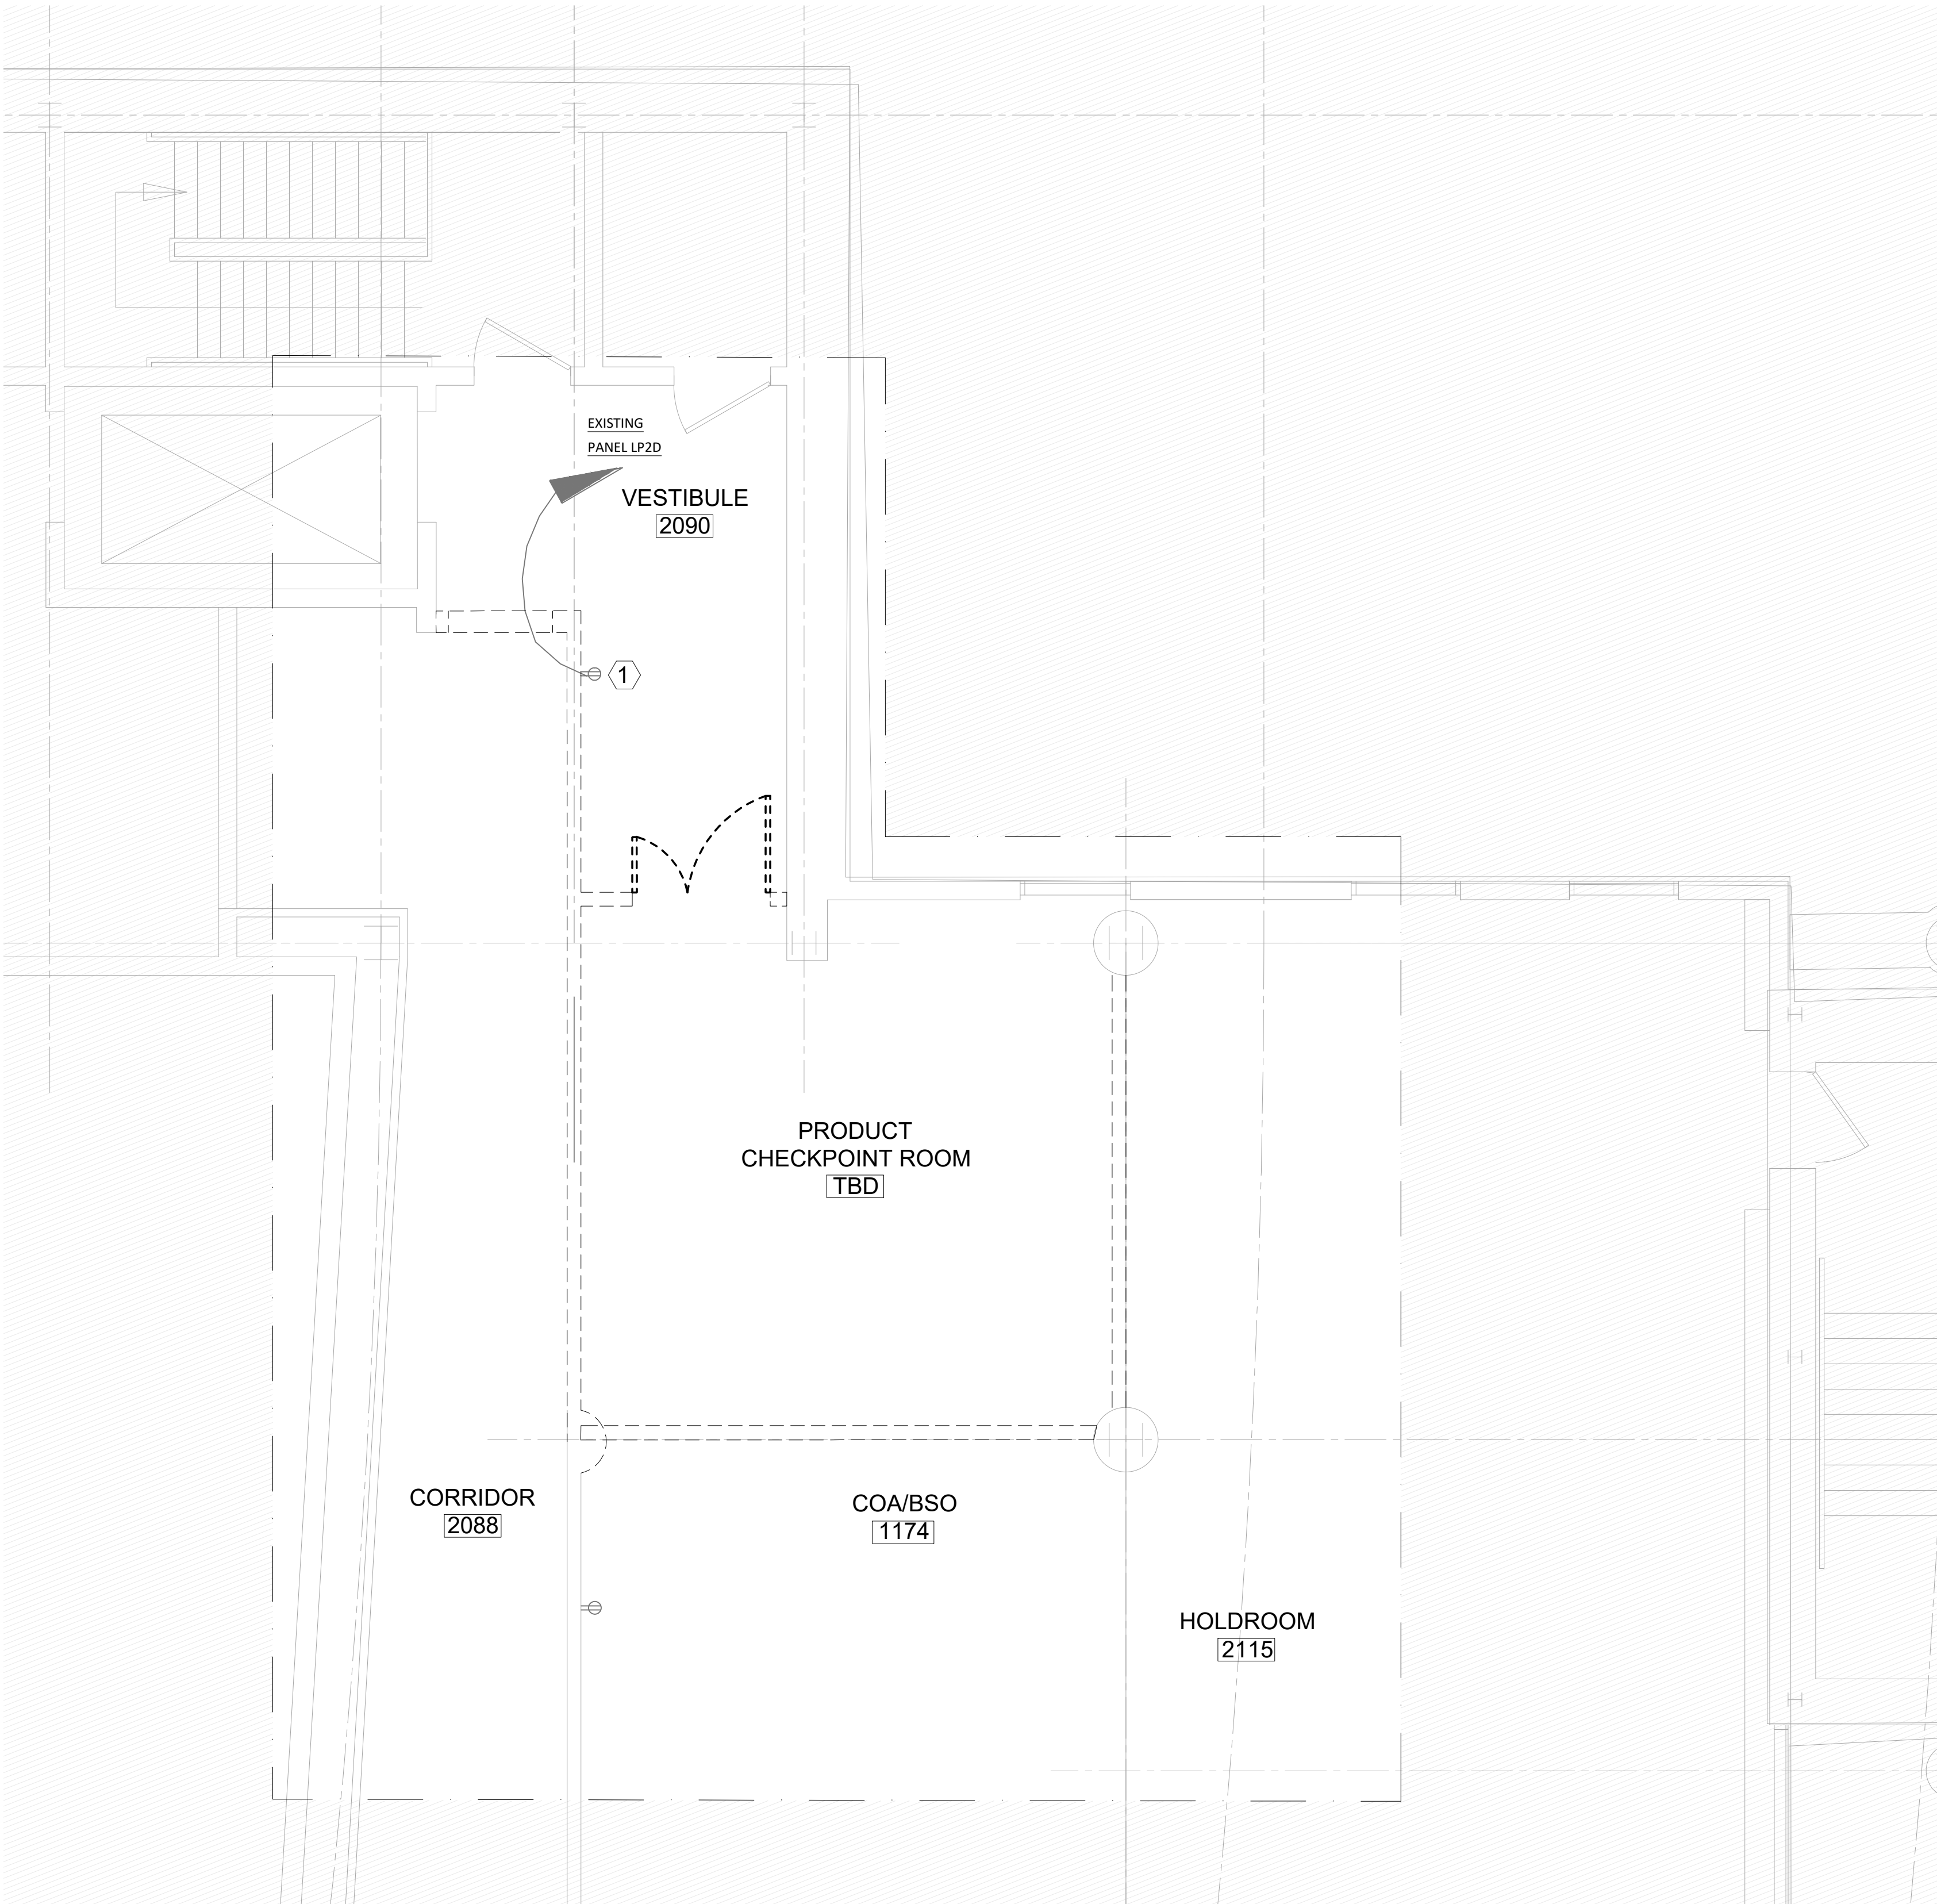 EXISTING
PANEL LP2D
VESTIBULE
2090
1
PRODUCT
CHECKPOINT ROOM
TBD
CORRIDOR
2088
COA/BSO
1174
HOLDROOM
2115